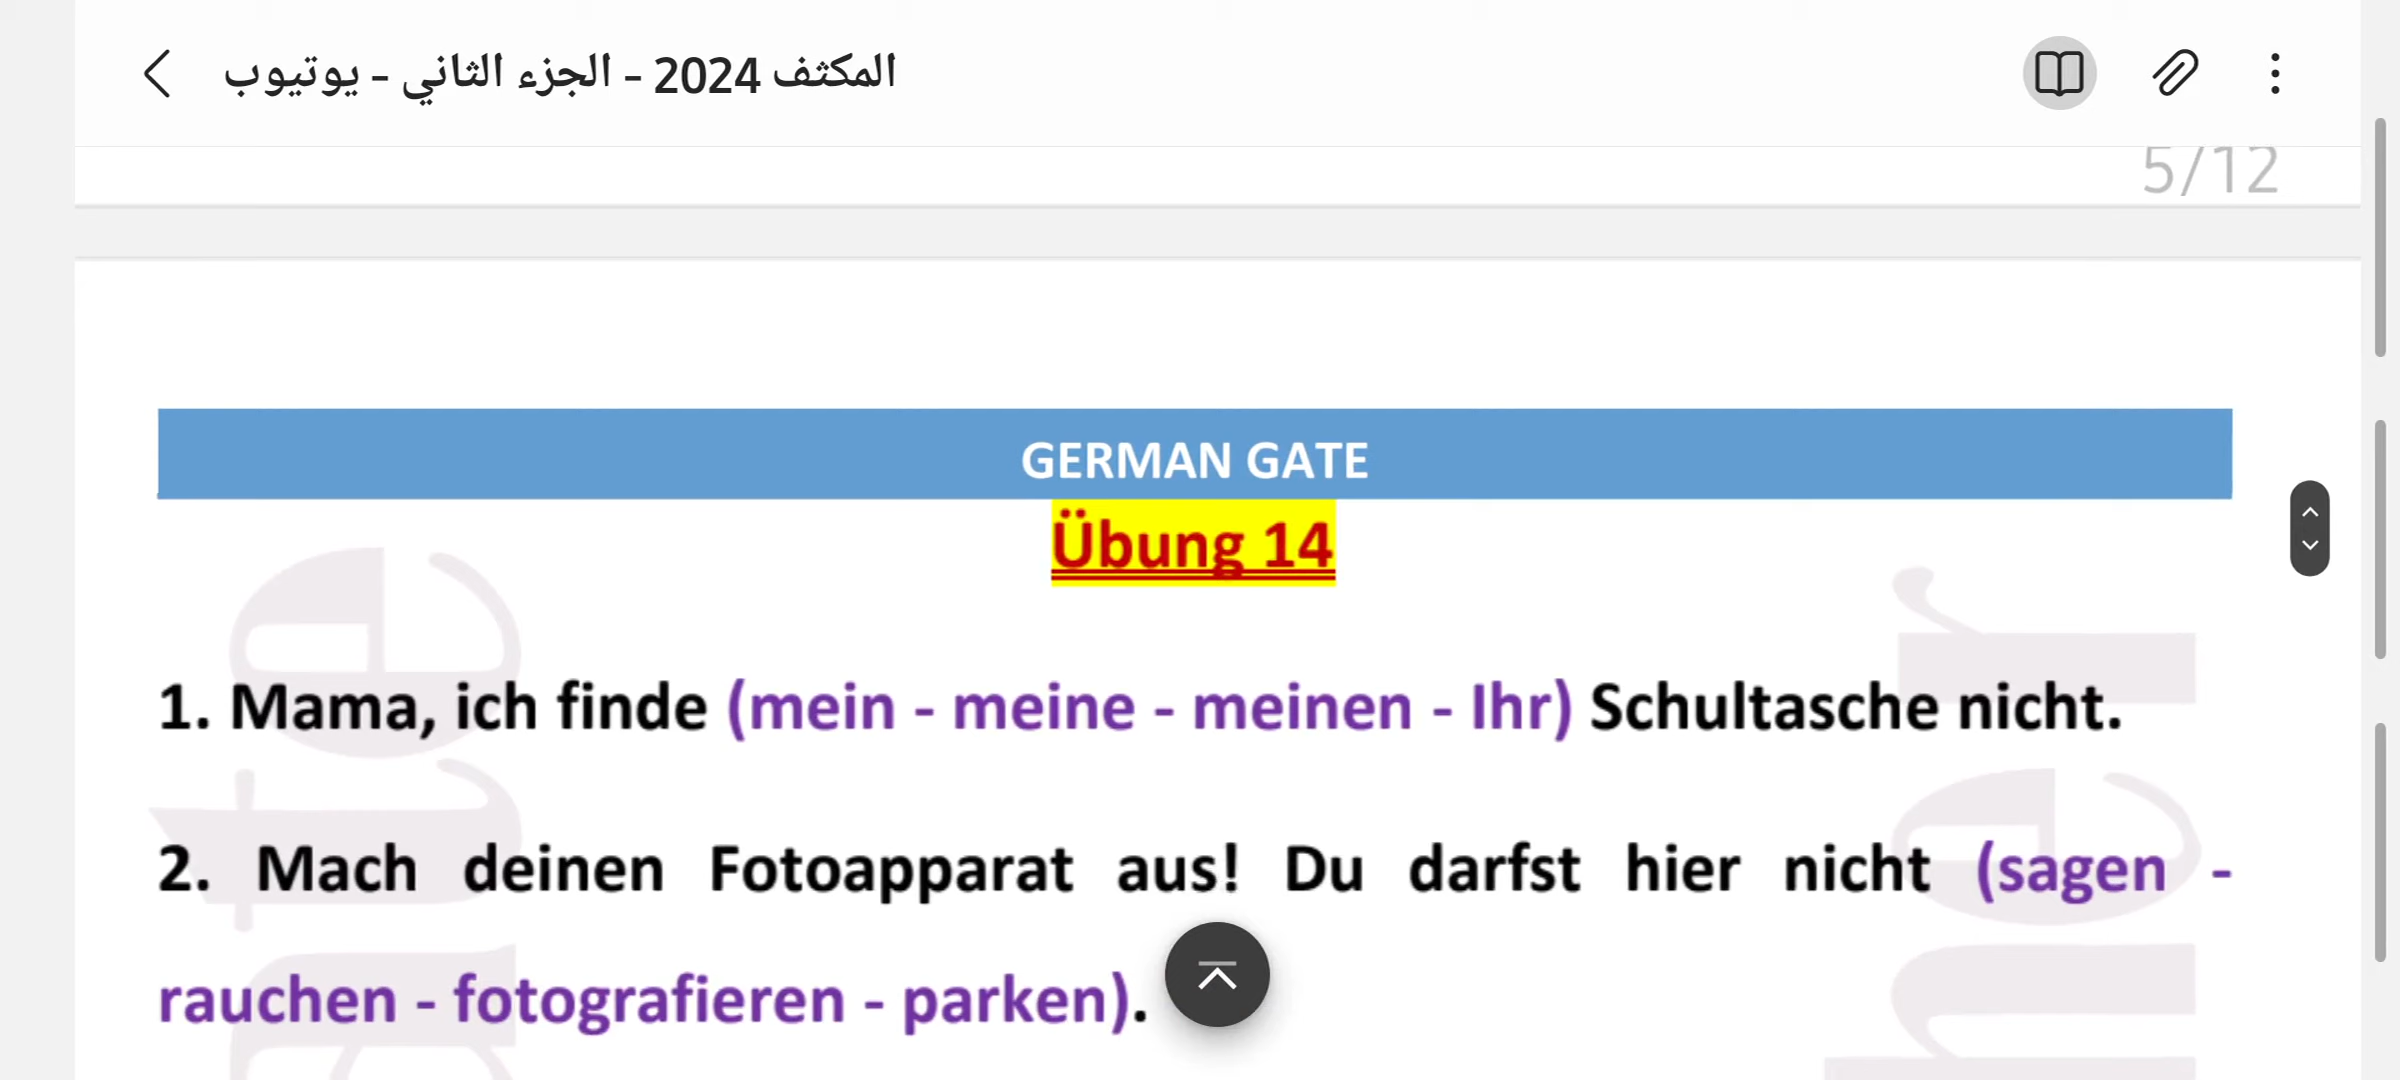 المكثف 2024 - الجزء الثاني - يوتيوب
5/12
GERMAN GATE
Übung 14
1. Mama, ich finde (mein - meine - meinen - Ihr) Schultasche nicht.
2. Mach deinen Fotoapparat aus! Du darfst hier nicht (sagen -
rauchen - fotografieren - parken).